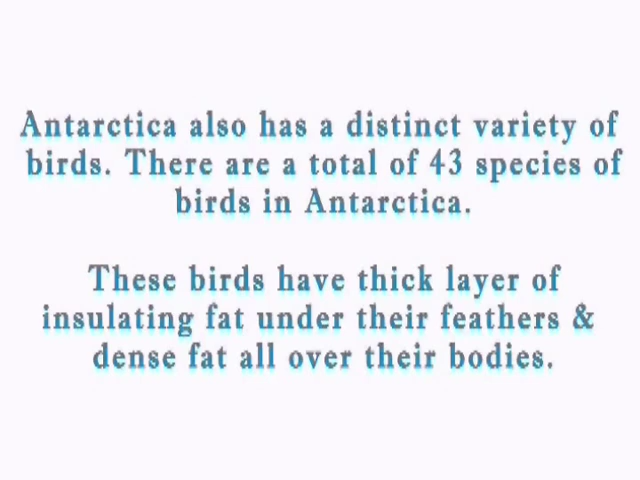 Antarctica also has a distinct variety of
birds. There are a total of 43 species of
birds in Antarctica.
These birds have thick layer of
insulating fat under their feathers &
dense fat all over their bodies.